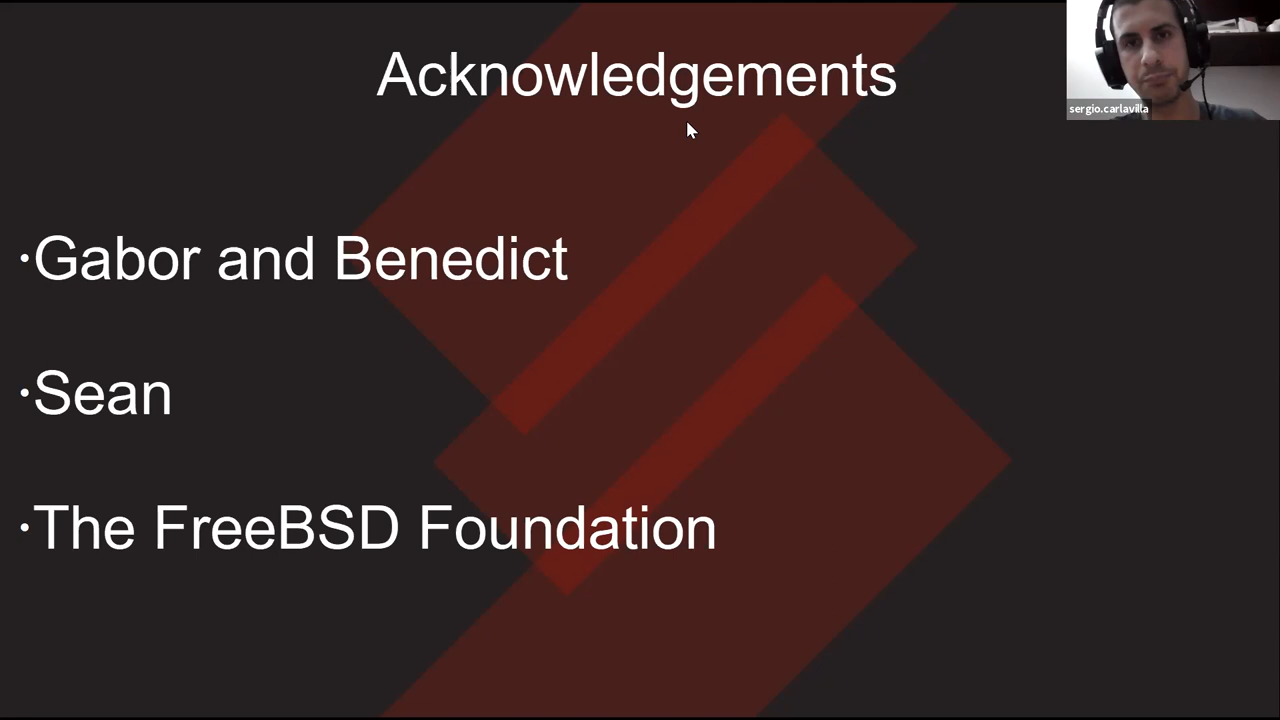 Acknowledgements
sergio.carlavilla
·Gabor and Benedict
·Sean
·The FreeBSD Foundation